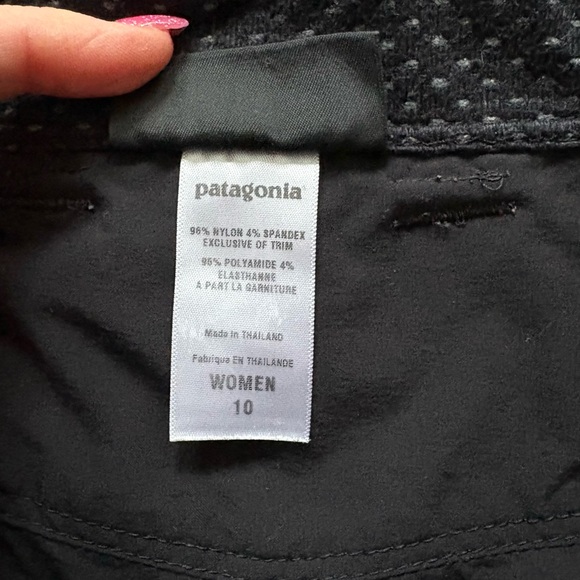 patagonia
96% NYLON 4% SPANDEX
EXCLUSIVE OF TRIM
96% POLYAMIDE 4%
ELASTHANNE
À PART LA GARNITURE
Made in THAILAND
Fabriqué EN THAILANDE
WOMEN
10